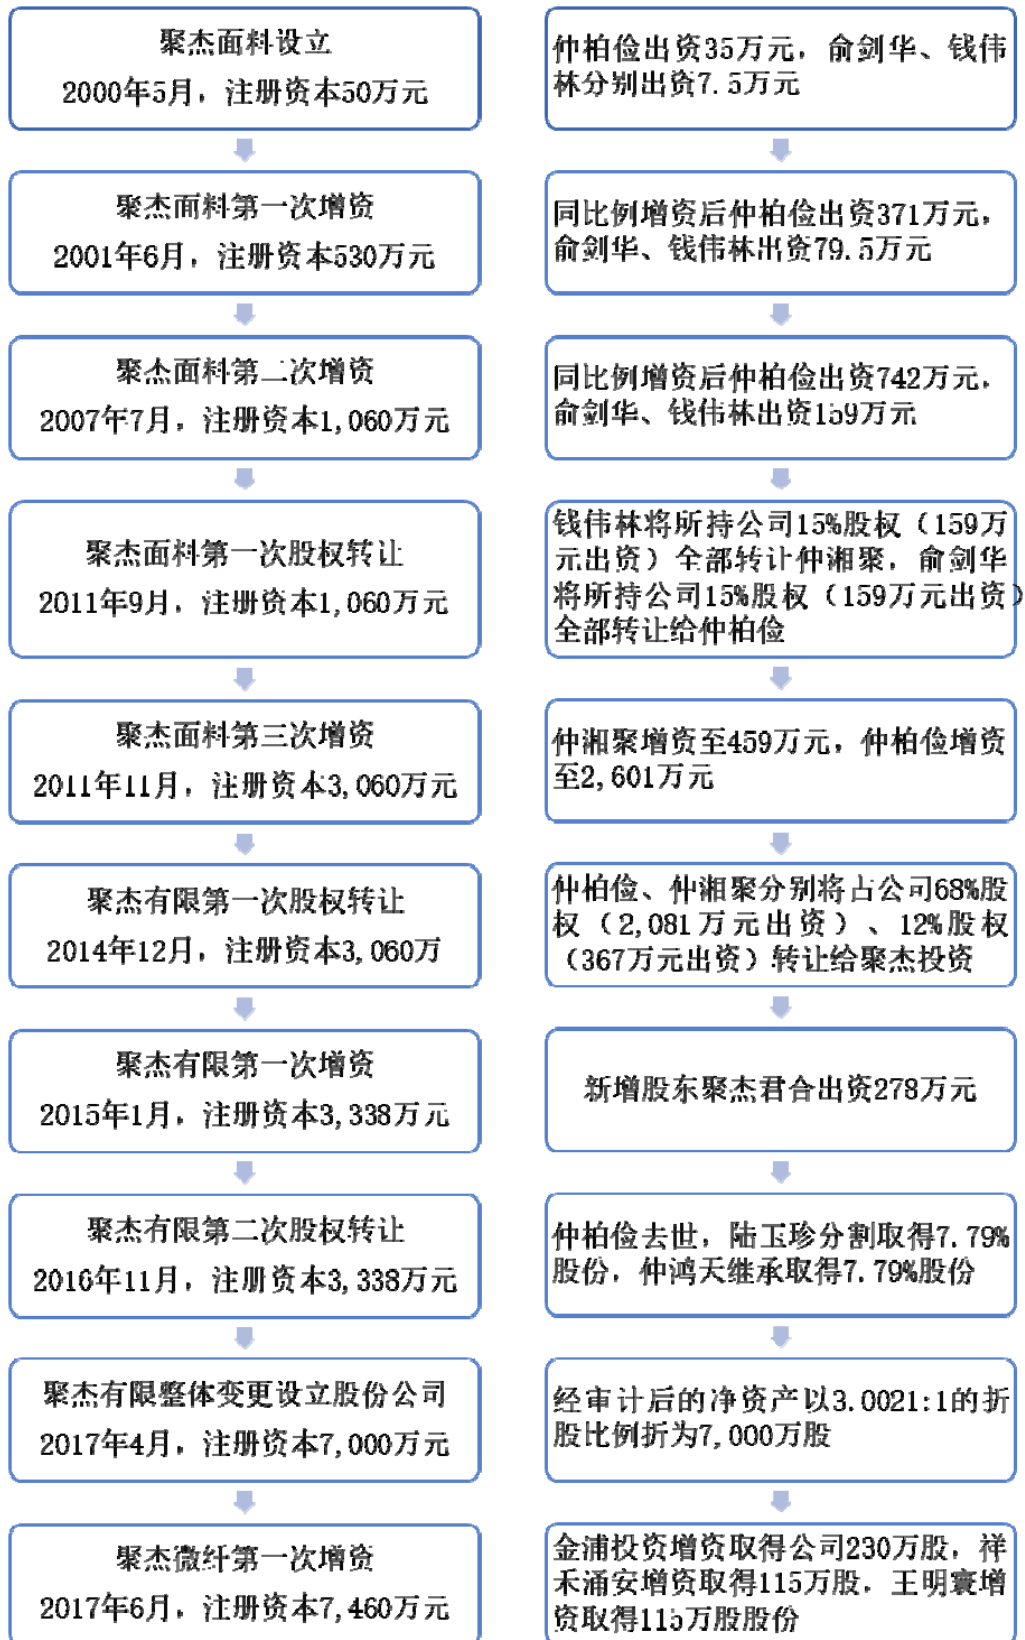 聚杰面料设立
2000年5月，注册资本50万元
仲柏俭出资35万元，俞剑华、钱伟
林分别出资7.5万元
聚杰面料第一次增资
2001年6月，注册资本530万元
同比例增资后仲柏俭出资371万元，
俞剑华、钱伟林出资79.5万元
聚杰面料第二次增资
2007年7月，注册资本1,060万元
同比例增资后仲柏俭出资742万元，
俞剑华、钱伟林出资159万元
聚杰面料第一次股权转让
2011年9月，注册资本1,060万元
钱伟林将所持公司15%股权（159万
元出资）全部转让仲湘聚，俞剑华
将所持公司15%股权（159万元出资）
全部转让给仲柏俭
聚杰面料第三次增资
2011年11月，注册资本3,060万元
仲湘聚增资至459万元，仲柏俭增资
至2,601万元
聚杰有限第一次股权转让
2014年12月，注册资本3,060万
仲柏俭、仲湘聚分别将占公司68%股
权（2,081万元出资）、12%股权
（367万元出资）转让给聚杰投资
聚杰有限第一次增资
2015年1月，注册资本3,338万元
新增股东聚杰君合出资278万元
聚杰有限第二次股权转让
2016年11月，注册资本3,338万元
仲柏俭去世，陆玉珍分割取得7.79%
股份，仲鸿天继承取得7.79%股份
聚杰有限整体变更设立股份公司
2017年4月，注册资本7,000万元
经审计后的净资产以3.0021:1的折
股比例折为7,000万股
聚杰微纤第一次增资
2017年6月，注册资本7,460万元
金浦投资增资取得公司230万股，祥
禾涌安增资取得115万股，王明寰增
资取得115万股股份